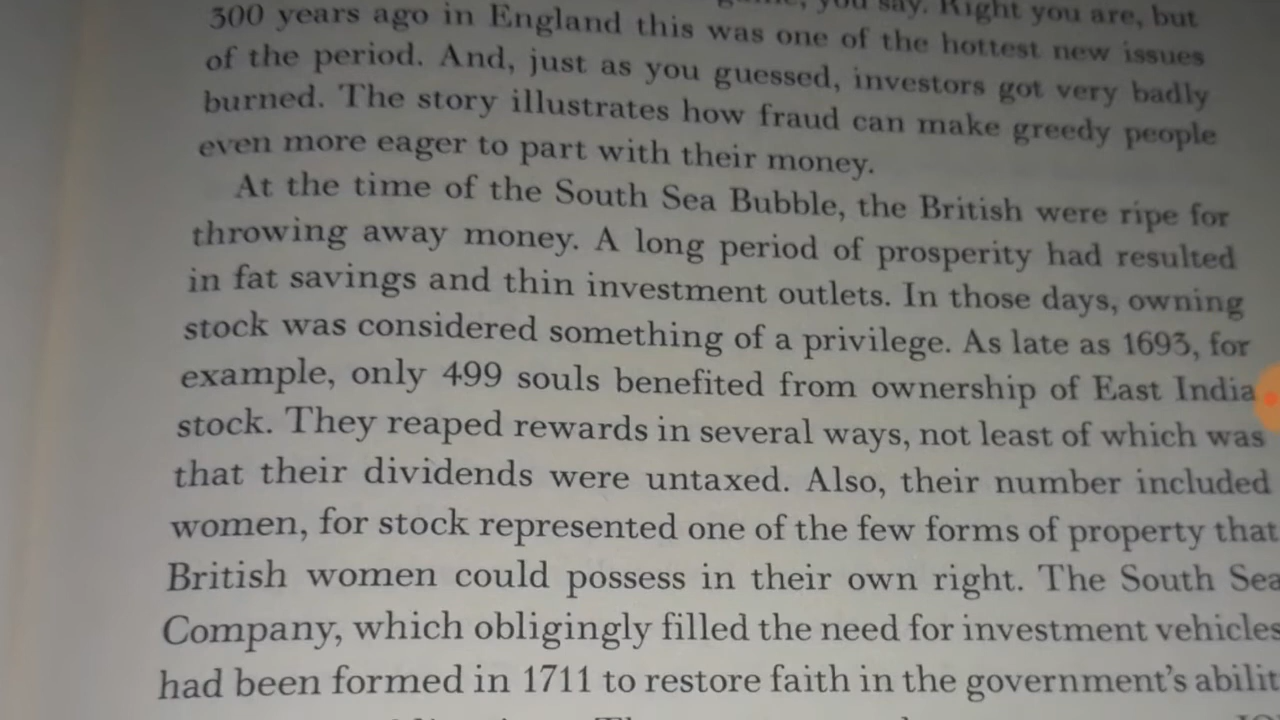 you say. Right you are, but
300 years ago in England this was one of the hottest new issues
of the period. And, just as you guessed, investors got very badly
burned. The story illustrates how fraud can make greedy people
even more eager to part with their money.
At the time of the South Sea Bubble, the British were ripe for
throwing away money. A long period of prosperity had resulted
in fat savings and thin investment outlets. In those days, owning
stock was considered something of a privilege. As late as 1693, for
example, only 499 souls benefited from ownership of East India
stock. They reaped rewards in several ways, not least of which was
that their dividends were untaxed. Also, their number included
women, for stock represented one of the few forms of property that
British women could possess in their own right. The South Sea
Company, which obligingly filled the need for investment vehicles
had been formed in 1711 to restore faith in the government's abilit